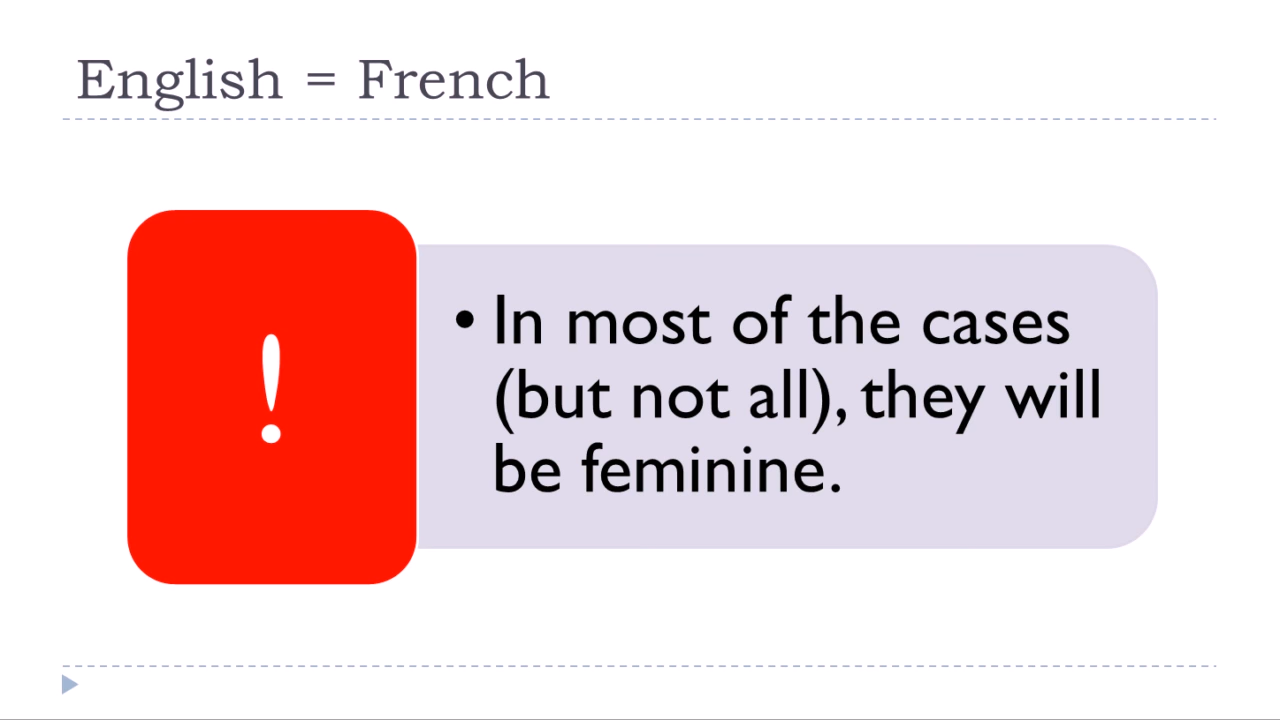 English = French
!
• In most of the cases
(but not all), they will
be feminine.